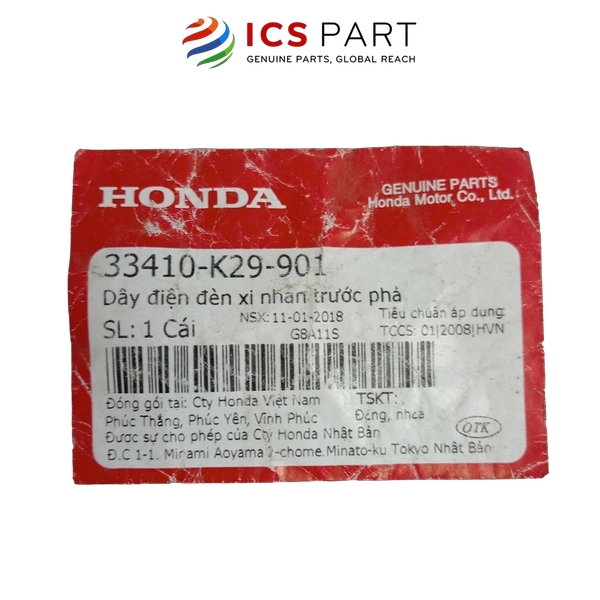 ICS PART
GENUINE PARTS, GLOBAL REACH
HONDA
GENUINE PARTS
Honda Motor Co., Ltd.
33410-K29-901
Dây điện đèn xi nhan trước phả
NSX: 11-01-2018
Tiêu chuẩn áp dụng:
SL: 1 Cái
G8A11S
TCCS: 01|2008|HVN
Đóng gói tại: Cty Honda Việt Nam
TSKT:
Phúc Thắng, Phúc Yên, Vĩnh Phúc
Đồng, nhựa
Được sự cho phép của Cty Honda Nhật Bản
OTK
Đ.C 1-1. Minami Aoyama 2-chome Minato-ku Tokyo Nhật Bản